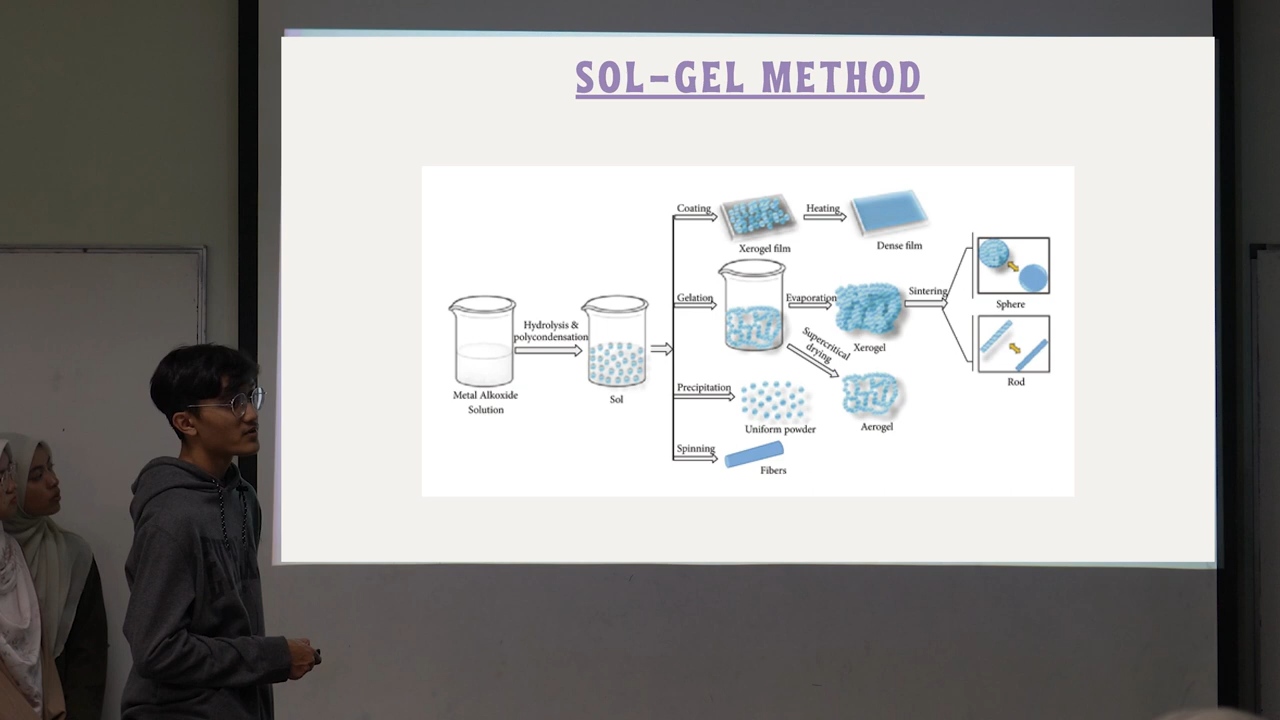 SOL-GEL METHOD
Coating
Xerogel film
Heating
Dense film
Gelation
Evaporation
Xerogel
Sintering
Sphere
Rod
Supercritical
drying
Aerogel
Hydrolysis &
polycondensation
Metal Alkoxide
Solution
Sol
Precipitation
Uniform powder
Spinning
Fibers